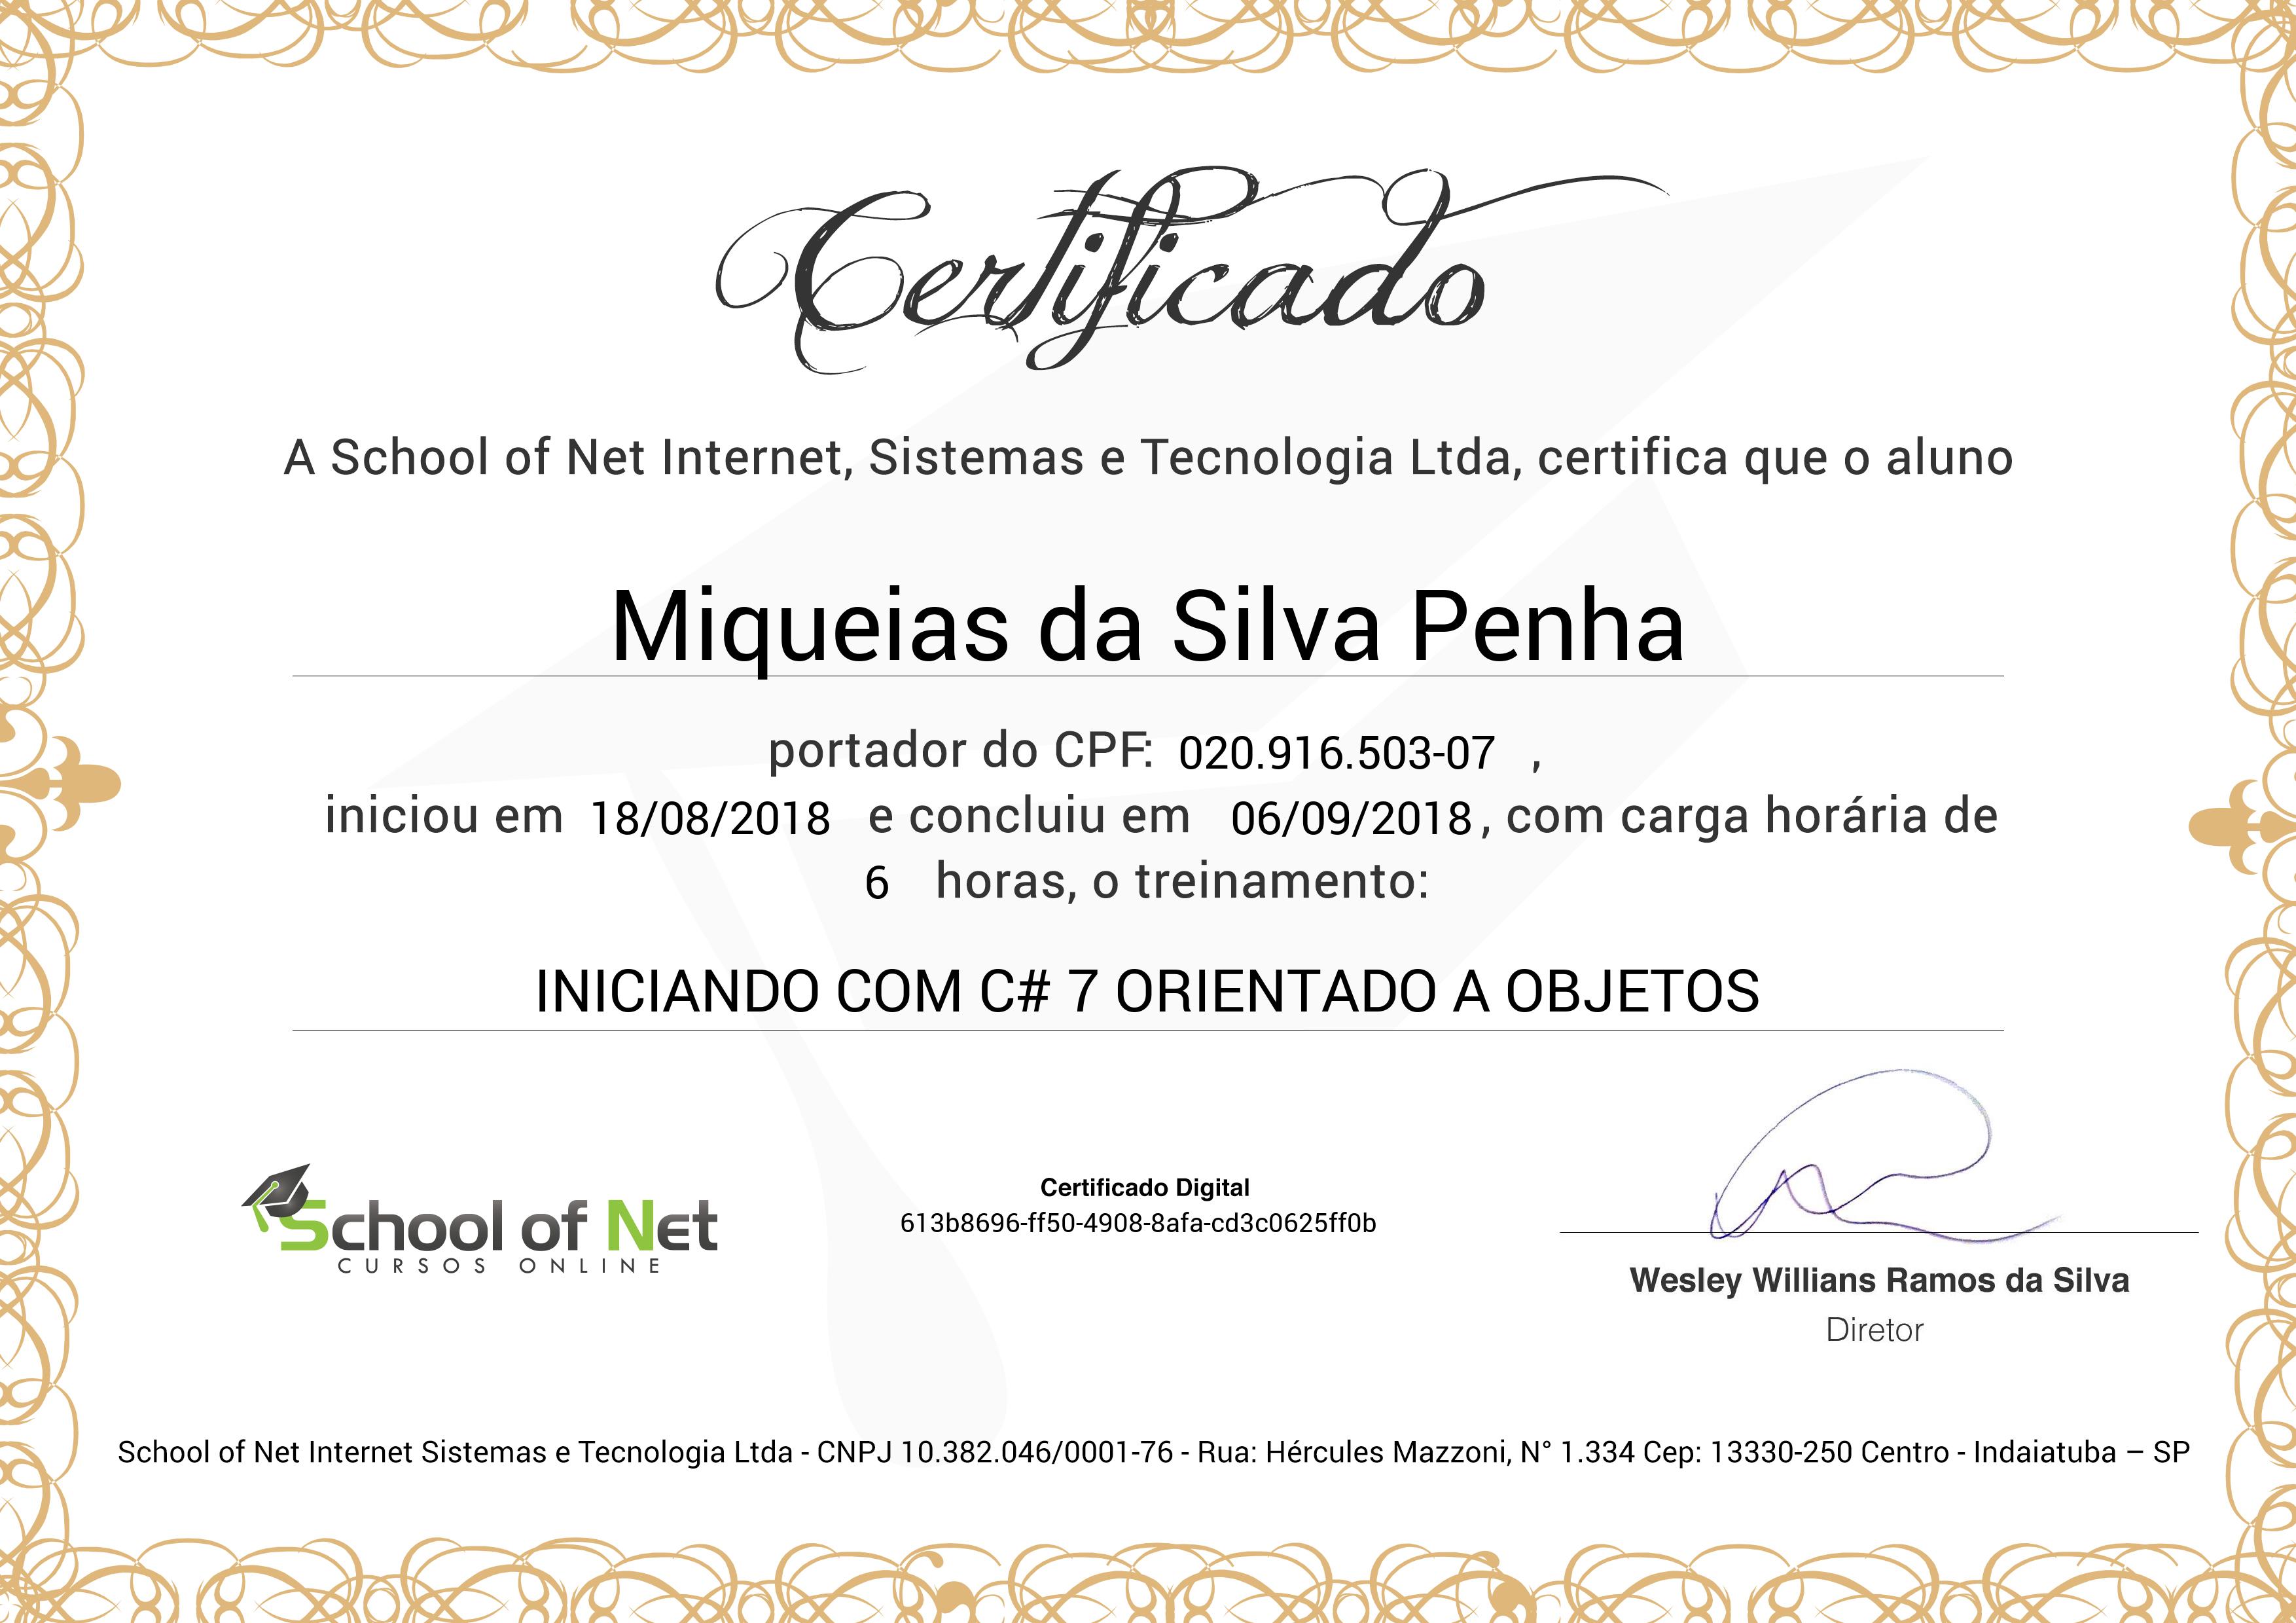 Certificado
A School of Net Internet, Sistemas e Tecnologia Ltda, certifica que o aluno
Miqueias da Silva Penha
portador do CPF: 020.916.503-07 ,
iniciou em 18/08/2018 e concluiu em 06/09/2018, com carga horária de
6 horas, o treinamento:
INICIANDO COM C# 7 ORIENTADO A OBJETOS
School of Net
CURSOS ONLINE
Certificado Digital
613b8696-ff50-4908-8afa-cd3c0625ff0b
Wesley Willians Ramos da Silva
Diretor
School of Net Internet Sistemas e Tecnologia Ltda - CNPJ 10.382.046/0001-76 - Rua: Hércules Mazzoni, N° 1.334 Cep: 13330-250 Centro - Indaiatuba – SP